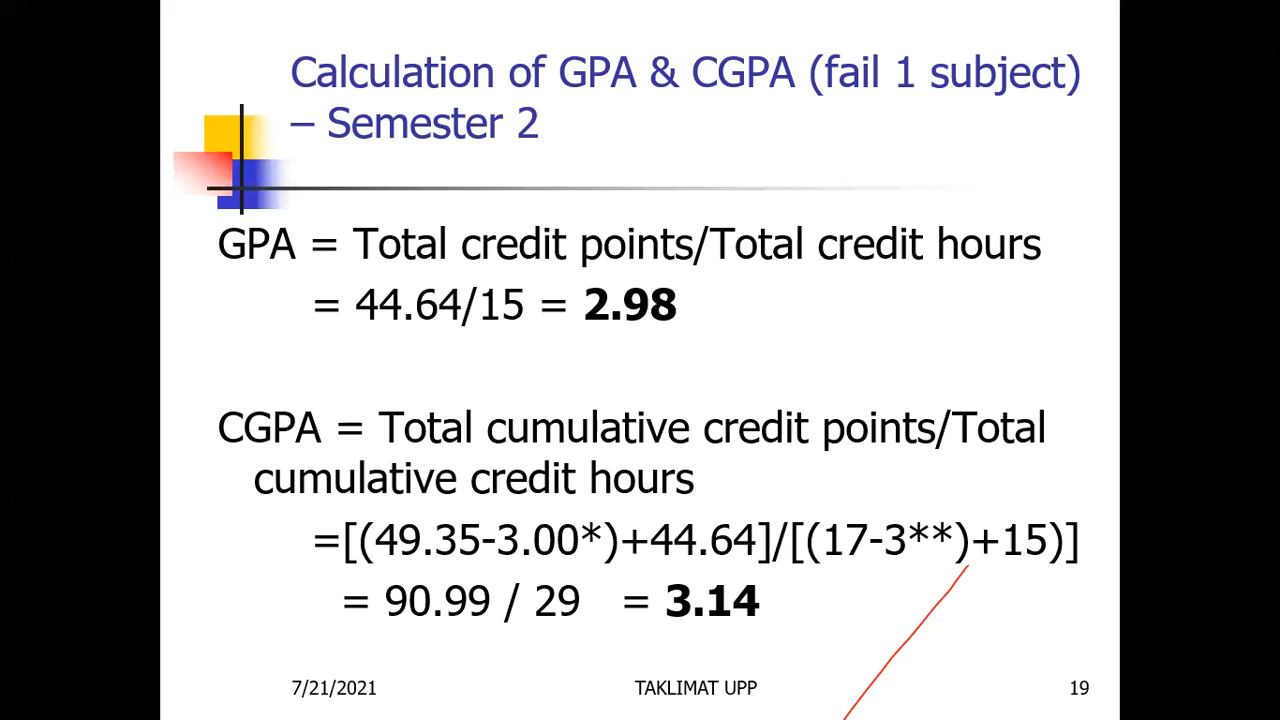 Calculation of GPA & CGPA (fail 1 subject)
– Semester 2
GPA = Total credit points/Total credit hours
= 44.64/15 = 2.98
CGPA = Total cumulative credit points/Total
cumulative credit hours
=[(49.35-3.00*)+44.64]/[(17-3**)+15)]
= 90.99 / 29 = 3.14
7/21/2021
TAKLIMAT UPP
19